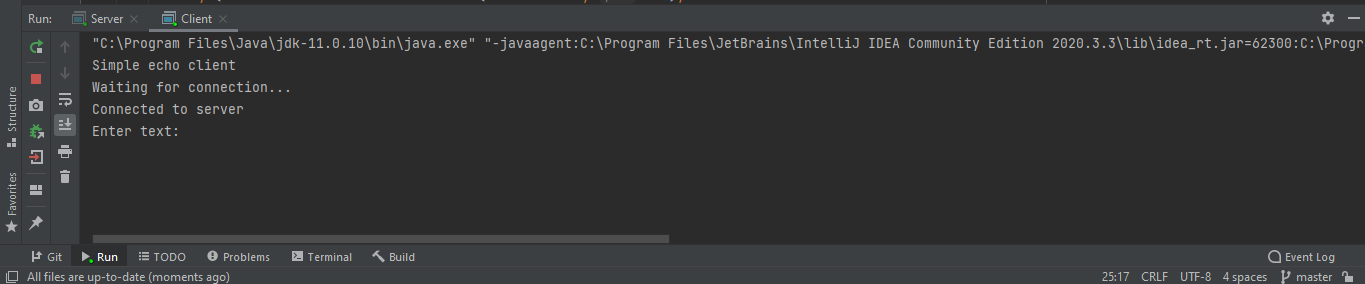 Run: Server Client
"C:\Program Files\Java\jdk-11.0.10\bin\java.exe" "-javaagent:C:\Program Files\JetBrains\IntelliJ IDEA Community Edition 2020.3.3\lib\idea_rt.jar=62300:C:\Progr
Simple echo client
Waiting for connection...
Connected to server
Enter text:
Structure
Favorites
Git Run TODO Problems Terminal Build Event Log
All files are up-to-date (moments ago) 25:17 CRLF UTF-8 4 spaces master